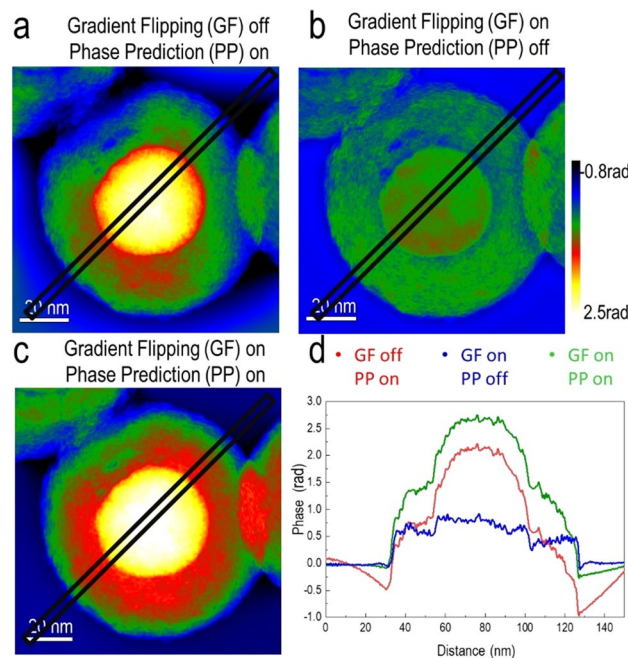 a
Gradient Flipping (GF) off
Phase Prediction (PP) on
20 nm
b
Gradient Flipping (GF) on
Phase Prediction (PP) off
20 nm
-0.8rad
2.5rad
c
Gradient Flipping (GF) on
Phase Prediction (PP) on
20 nm
d
• GF off • GF on • GF on
PP on PP off PP on
3.0
2.5
2.0
1.5
1.0
0.5
0.0
-0.5
-1.0
Phase (rad)
0 20 40 60 80 100 120 140
Distance (nm)